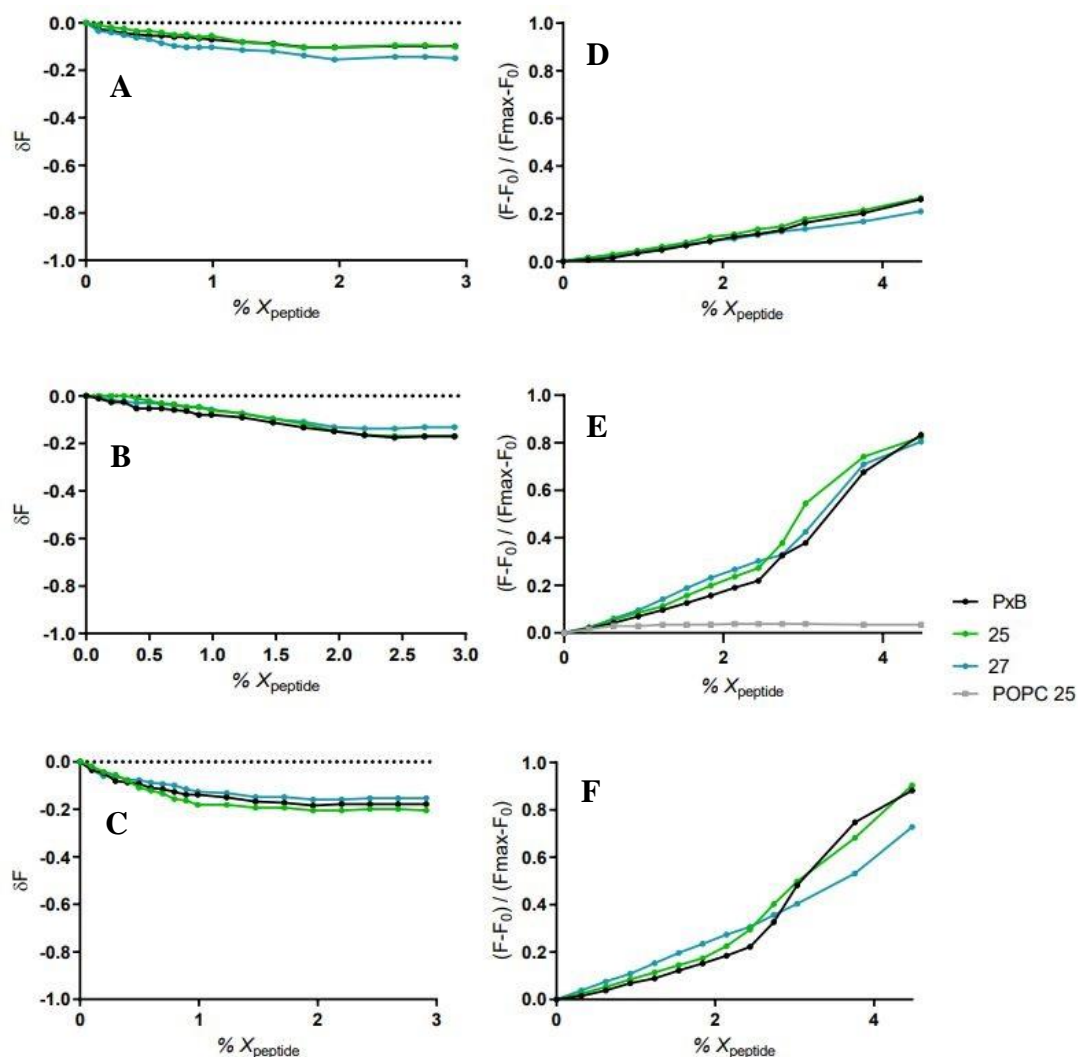 0.0
-0.2
-0.4
-0.6
-0.8
-1.0
δF
A
0 1 2 3
% Xpeptide
1.0
0.8
0.6
0.4
0.2
0.0
(F-F0) / (Fmax-F0)
D
0 2 4
% Xpeptide
0.0
-0.2
-0.4
-0.6
-0.8
-1.0
δF
B
0.0 0.5 1.0 1.5 2.0 2.5 3.0
% Xpeptide
1.0
0.8
0.6
0.4
0.2
0.0
(F-F0) / (Fmax-F0)
E
0 2 4
% Xpeptide
PxB
25
27
POPC 25
0.0
-0.2
-0.4
-0.6
-0.8
-1.0
δF
C
0 1 2 3
% Xpeptide
1.0
0.8
0.6
0.4
0.2
0.0
(F-F0) / (Fmax-F0)
F
0 2 4
% Xpeptide